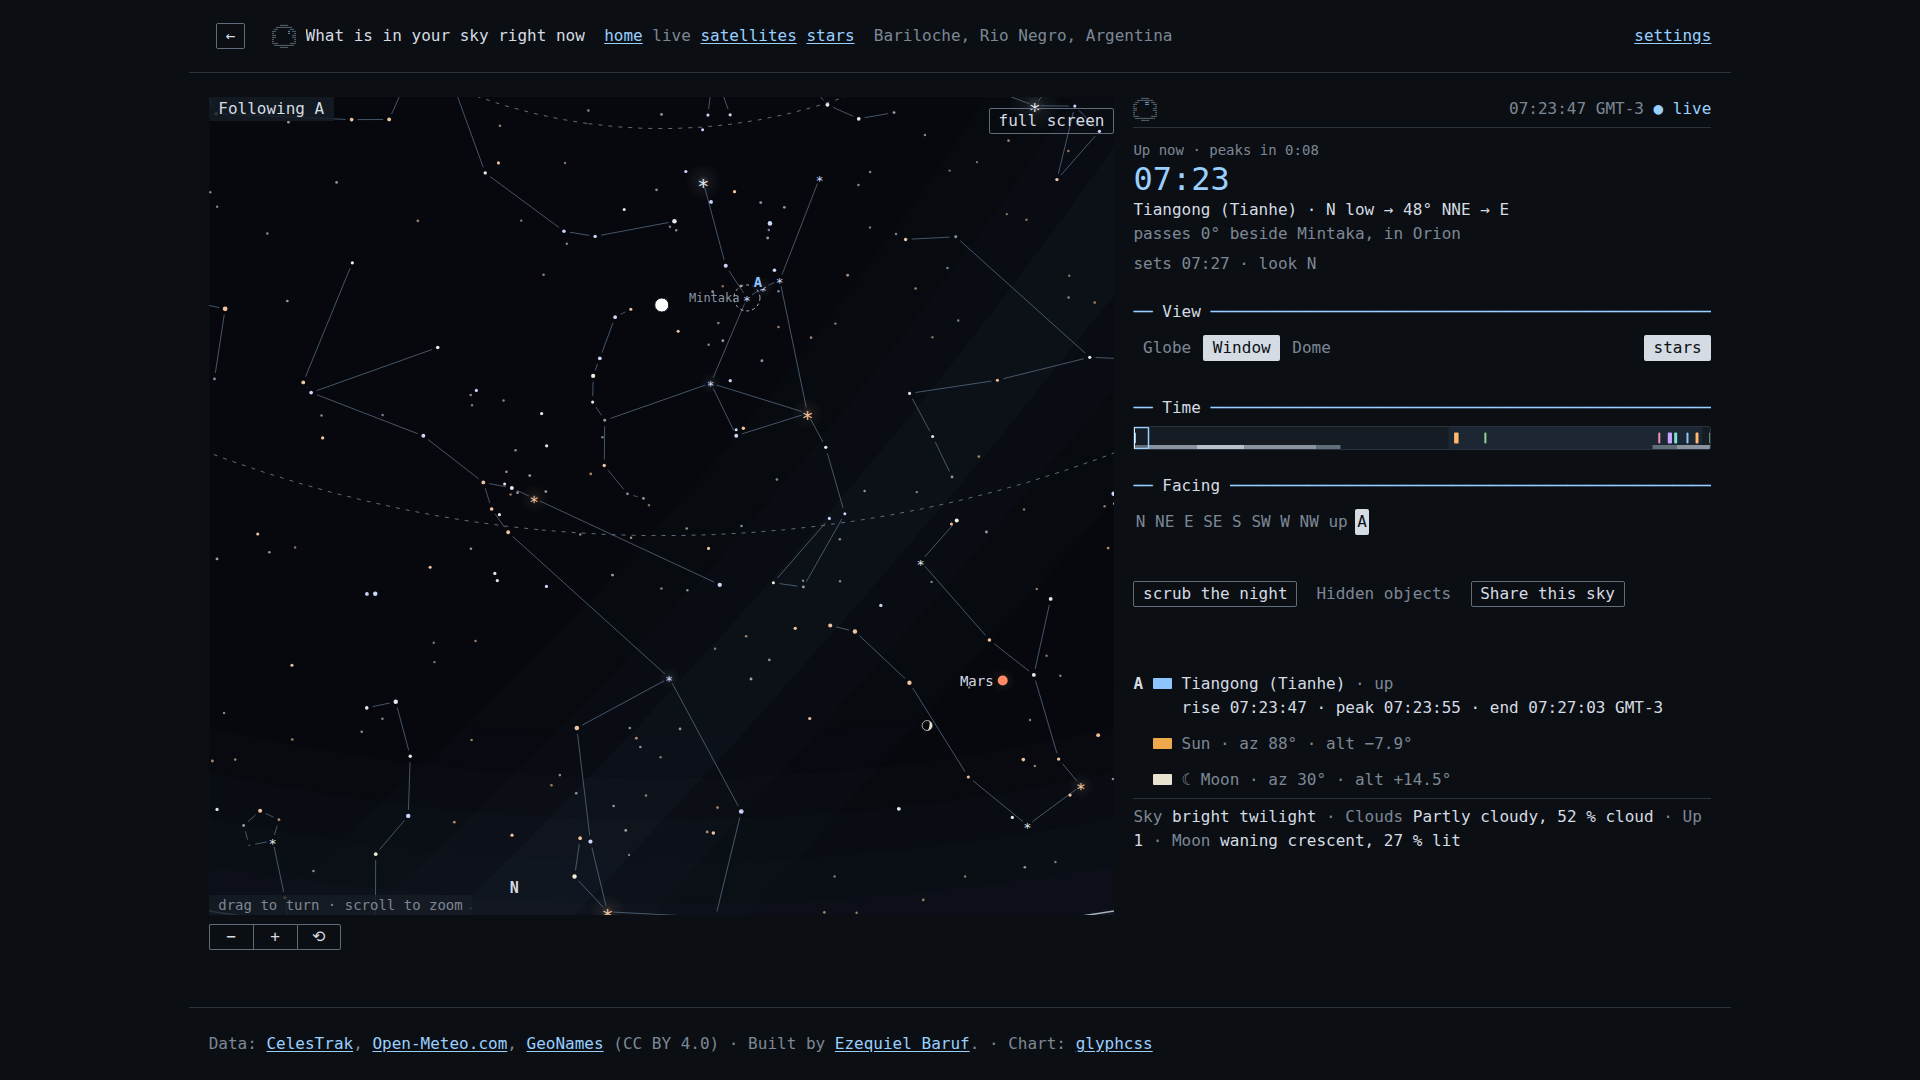 ← What is in your sky right now home live satellites stars Bariloche, Rio Negro, Argentina settings
Following A
full screen
A
Mintaka
Mars
N
drag to turn · scroll to zoom
− + ⟲
07:23:47 GMT-3 ● live
Up now · peaks in 0:08
07:23
Tiangong (Tianhe) · N low → 48° NNE → E
passes 0° beside Mintaka, in Orion
sets 07:27 · look N
View
Globe Window Dome stars
Time
Facing
N NE E SE S SW W NW up A
scrub the night Hidden objects Share this sky
A Tiangong (Tianhe) · up
rise 07:23:47 · peak 07:23:55 · end 07:27:03 GMT-3
Sun · az 88° · alt −7.9°
☾ Moon · az 30° · alt +14.5°
Sky bright twilight · Clouds Partly cloudy, 52 % cloud · Up
1 · Moon waning crescent, 27 % lit
Data: CelesTrak, Open-Meteo.com, GeoNames (CC BY 4.0) · Built by Ezequiel Baruf. · Chart: glyphcss